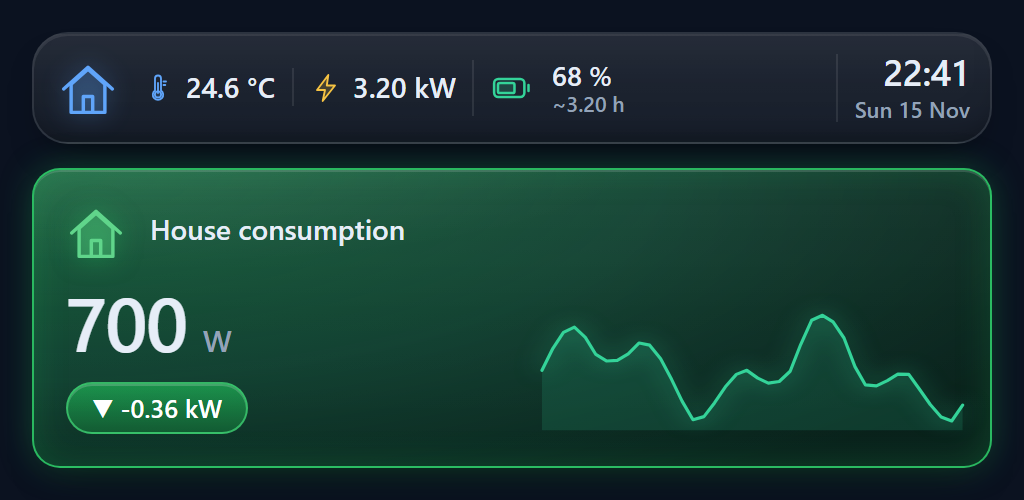 24.6 °C
3.20 kW
68 %
~3.20 h
22:41
Sun 15 Nov
House consumption
700 W
▼ -0.36 kW